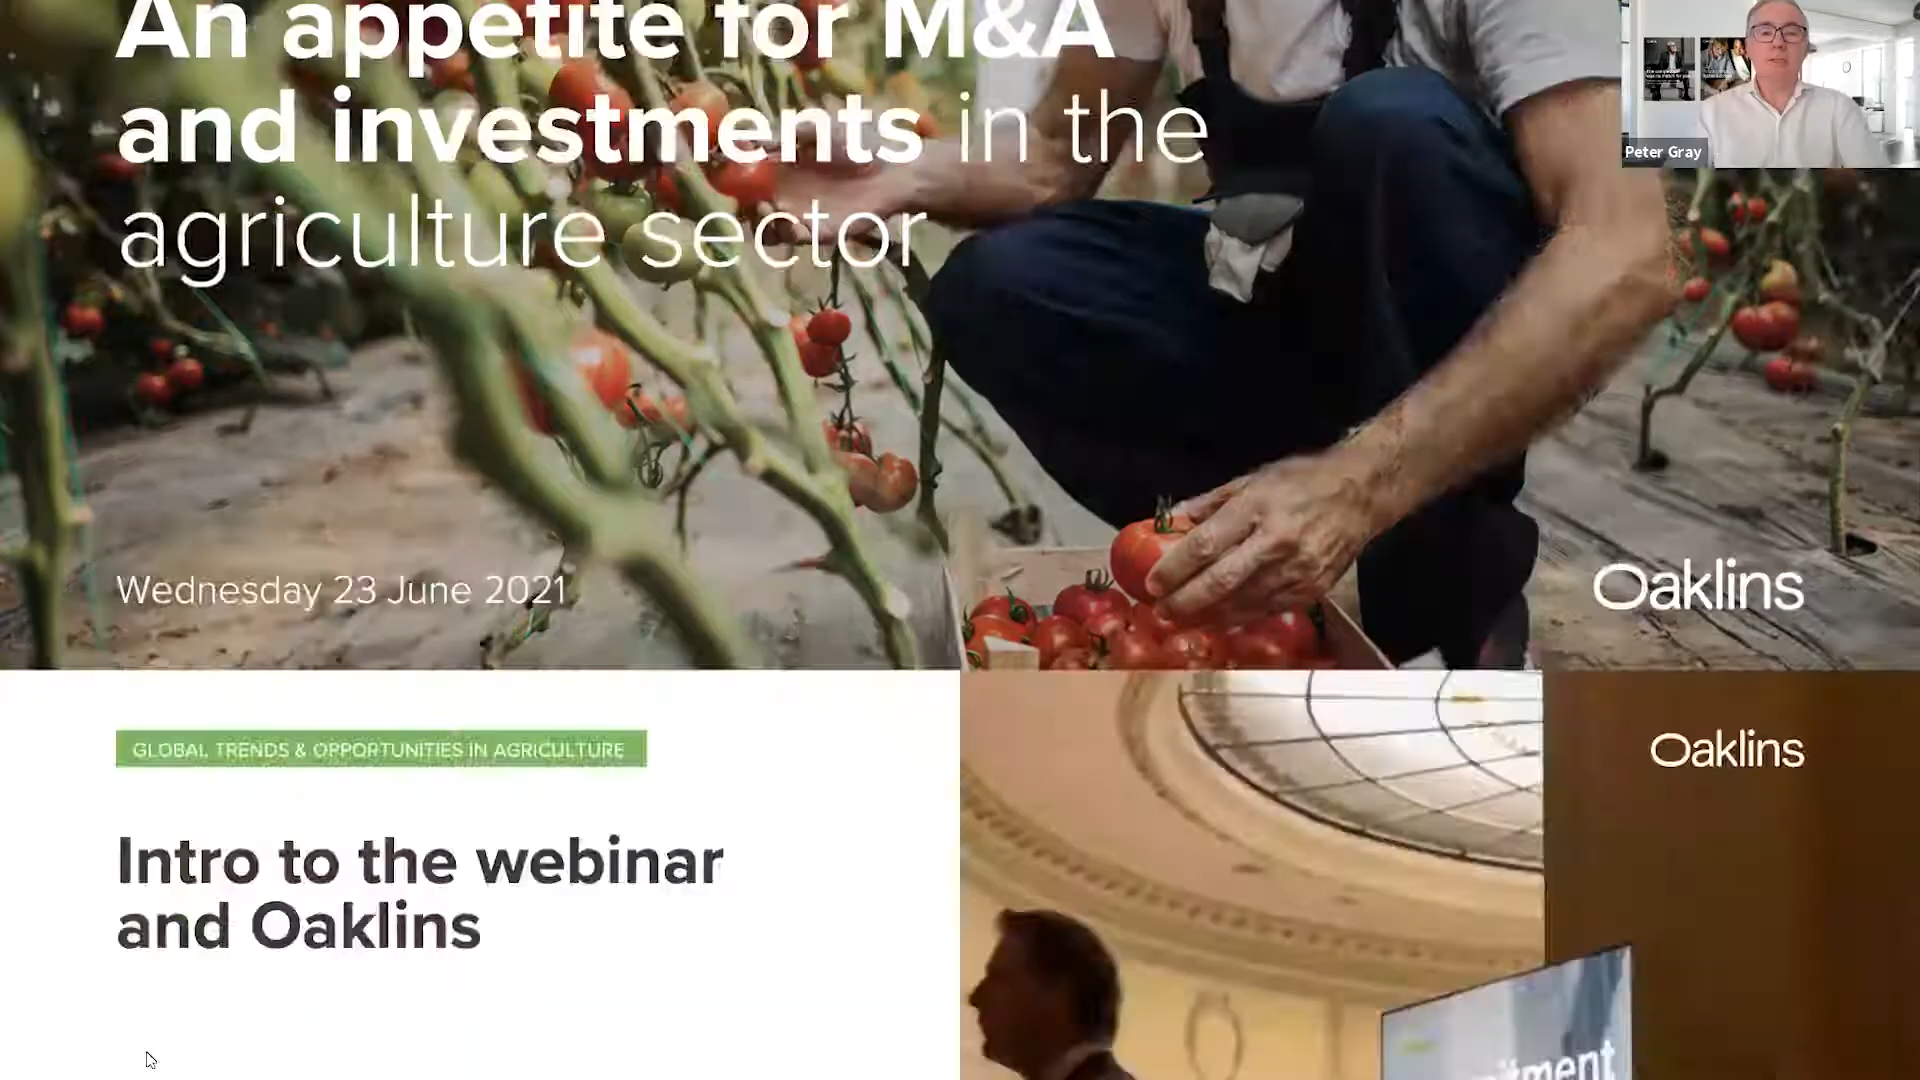 An appetite for M&A
and investments in the
agriculture sector
Peter Gray
Wednesday 23 June 2021
Oaklins
GLOBAL TRENDS & OPPORTUNITIES IN AGRICULTURE
Oaklins
Intro to the webinar
and Oaklins